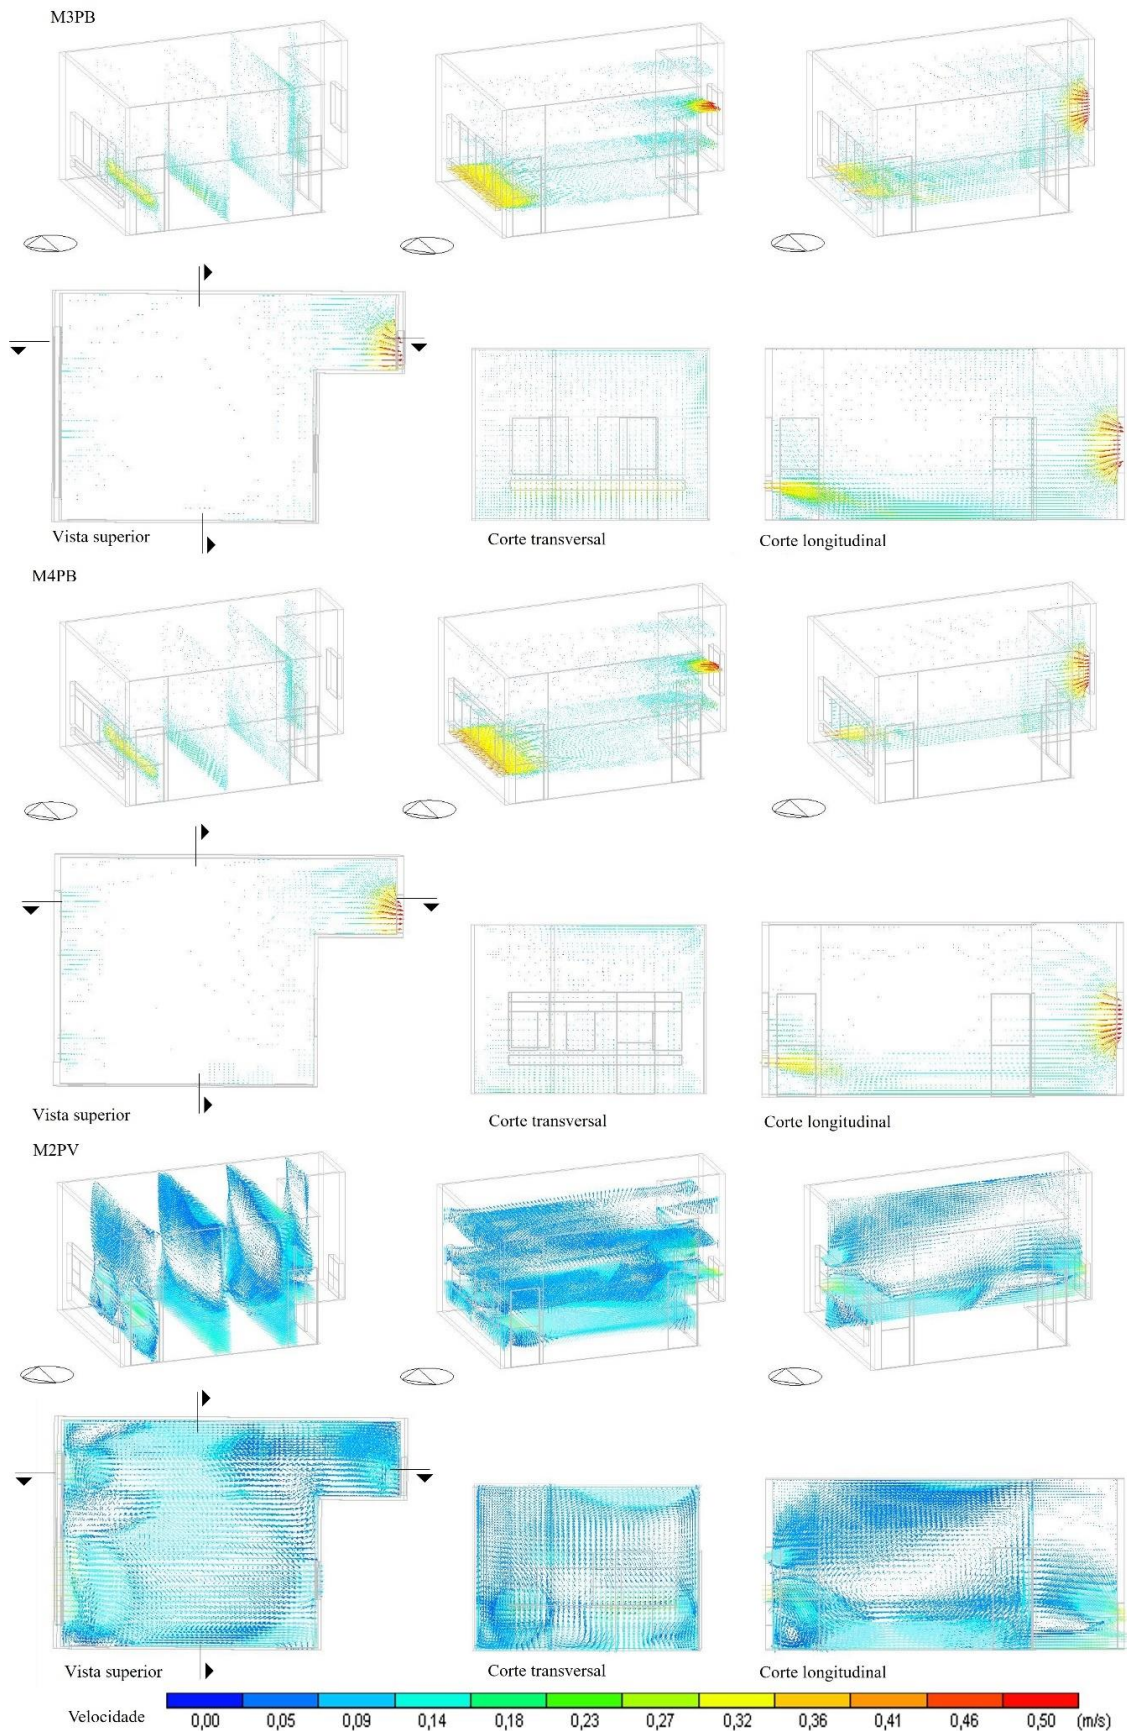 M3PB
Vista superior
Corte transversal
Corte longitudinal
M4PB
Vista superior
Corte transversal
Corte longitudinal
M2PV
Vista superior
Corte transversal
Corte longitudinal
Velocidade 0,00 0,05 0,09 0,14 0,18 0,23 0,27 0,32 0,36 0,41 0,46 0,50 (m/s)